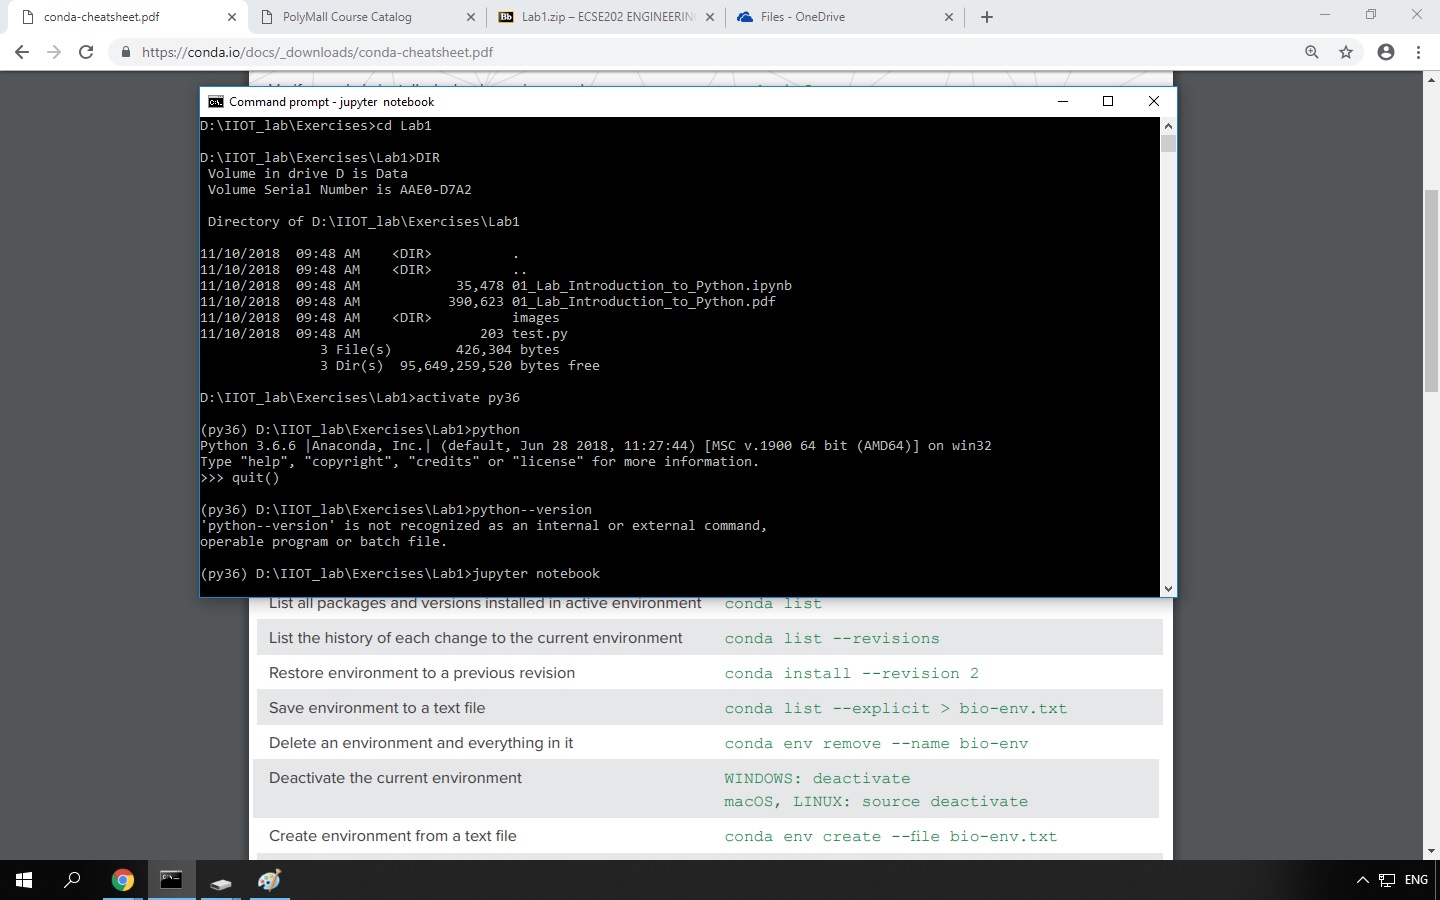 conda-cheatsheet.pdf
PolyMall Course Catalog
Bb Lab1.zip – ECSE202 ENGINEERIN
Files - OneDrive
https://conda.io/docs/_downloads/conda-cheatsheet.pdf
Command prompt - jupyter notebook
D:\IIOT_lab\Exercises>cd Lab1
D:\IIOT_lab\Exercises\Lab1>DIR
Volume in drive D is Data
Volume Serial Number is AAE0-D7A2
Directory of D:\IIOT_lab\Exercises\Lab1
11/10/2018 09:48 AM <DIR> .
11/10/2018 09:48 AM <DIR> ..
11/10/2018 09:48 AM 35,478 01_Lab_Introduction_to_Python.ipynb
11/10/2018 09:48 AM 390,623 01_Lab_Introduction_to_Python.pdf
11/10/2018 09:48 AM <DIR> images
11/10/2018 09:48 AM 203 test.py
3 File(s) 426,304 bytes
3 Dir(s) 95,649,259,520 bytes free
D:\IIOT_lab\Exercises\Lab1>activate py36
(py36) D:\IIOT_lab\Exercises\Lab1>python
Python 3.6.6 |Anaconda, Inc.| (default, Jun 28 2018, 11:27:44) [MSC v.1900 64 bit (AMD64)] on win32
Type "help", "copyright", "credits" or "license" for more information.
>>> quit()
(py36) D:\IIOT_lab\Exercises\Lab1>python--version
'python--version' is not recognized as an internal or external command,
operable program or batch file.
(py36) D:\IIOT_lab\Exercises\Lab1>jupyter notebook
List all packages and versions installed in active environment conda list
List the history of each change to the current environment conda list --revisions
Restore environment to a previous revision conda install --revision 2
Save environment to a text file conda list --explicit > bio-env.txt
Delete an environment and everything in it conda env remove --name bio-env
Deactivate the current environment WINDOWS: deactivate
macOS, LINUX: source deactivate
Create environment from a text file conda env create --file bio-env.txt
ENG